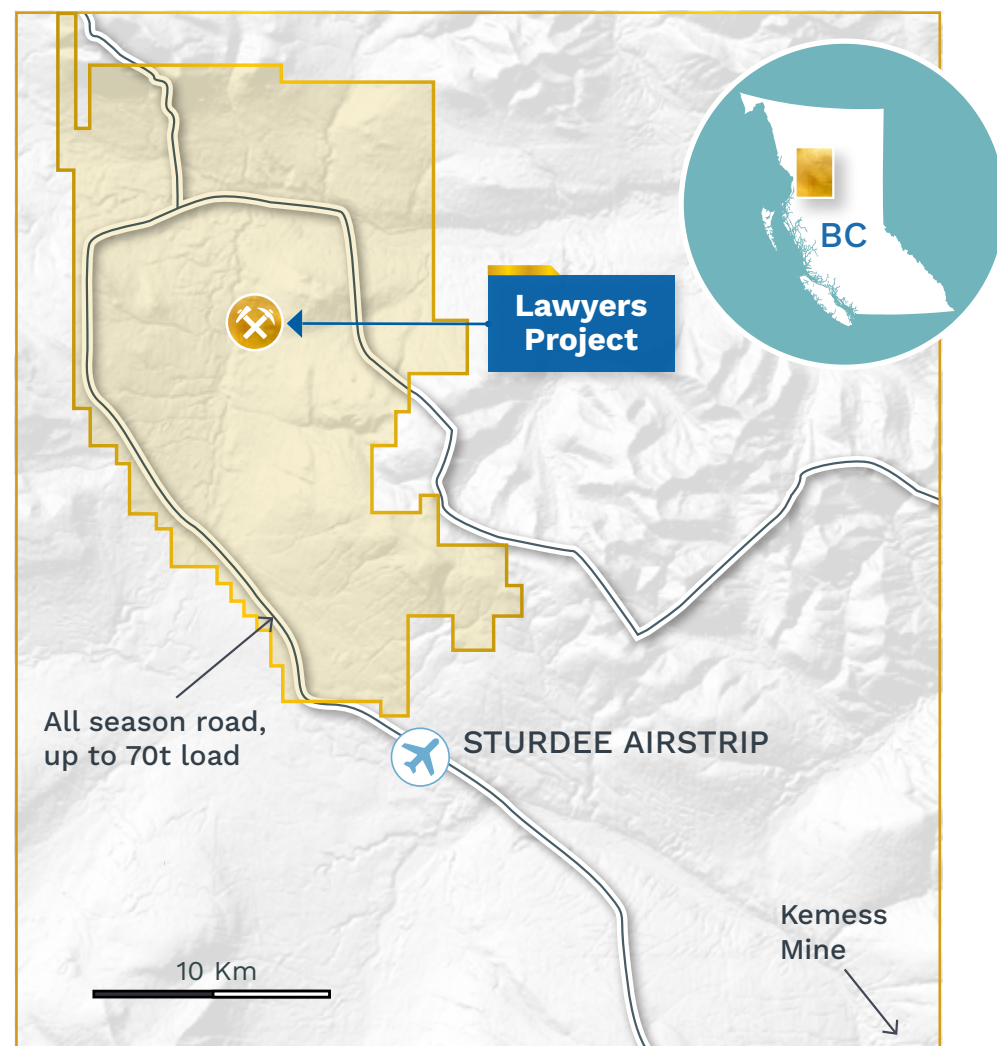 BC
Lawyers
Project
All season road,
up to 70t load
STURDEE AIRSTRIP
Kemess
Mine
10 Km